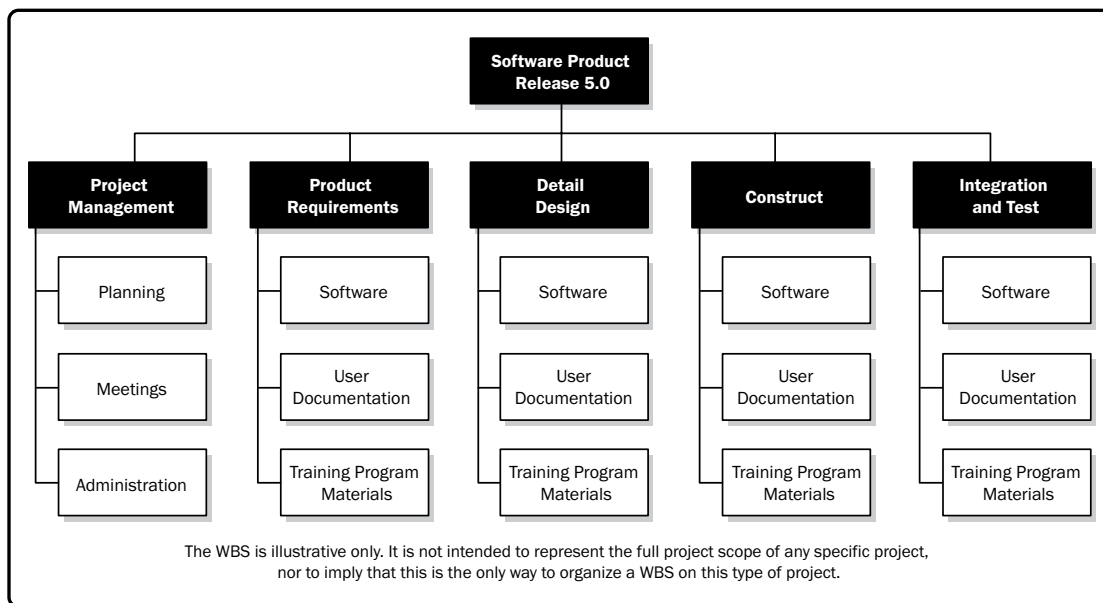 Software Product
Release 5.0
Project
Management
Product
Requirements
Detail
Design
Construct
Integration
and Test
Planning
Software
Software
Software
Software
Meetings
User
Documentation
User
Documentation
User
Documentation
User
Documentation
Administration
Training Program
Materials
Training Program
Materials
Training Program
Materials
Training Program
Materials
The WBS is illustrative only. It is not intended to represent the full project scope of any specific project,
nor to imply that this is the only way to organize a WBS on this type of project.